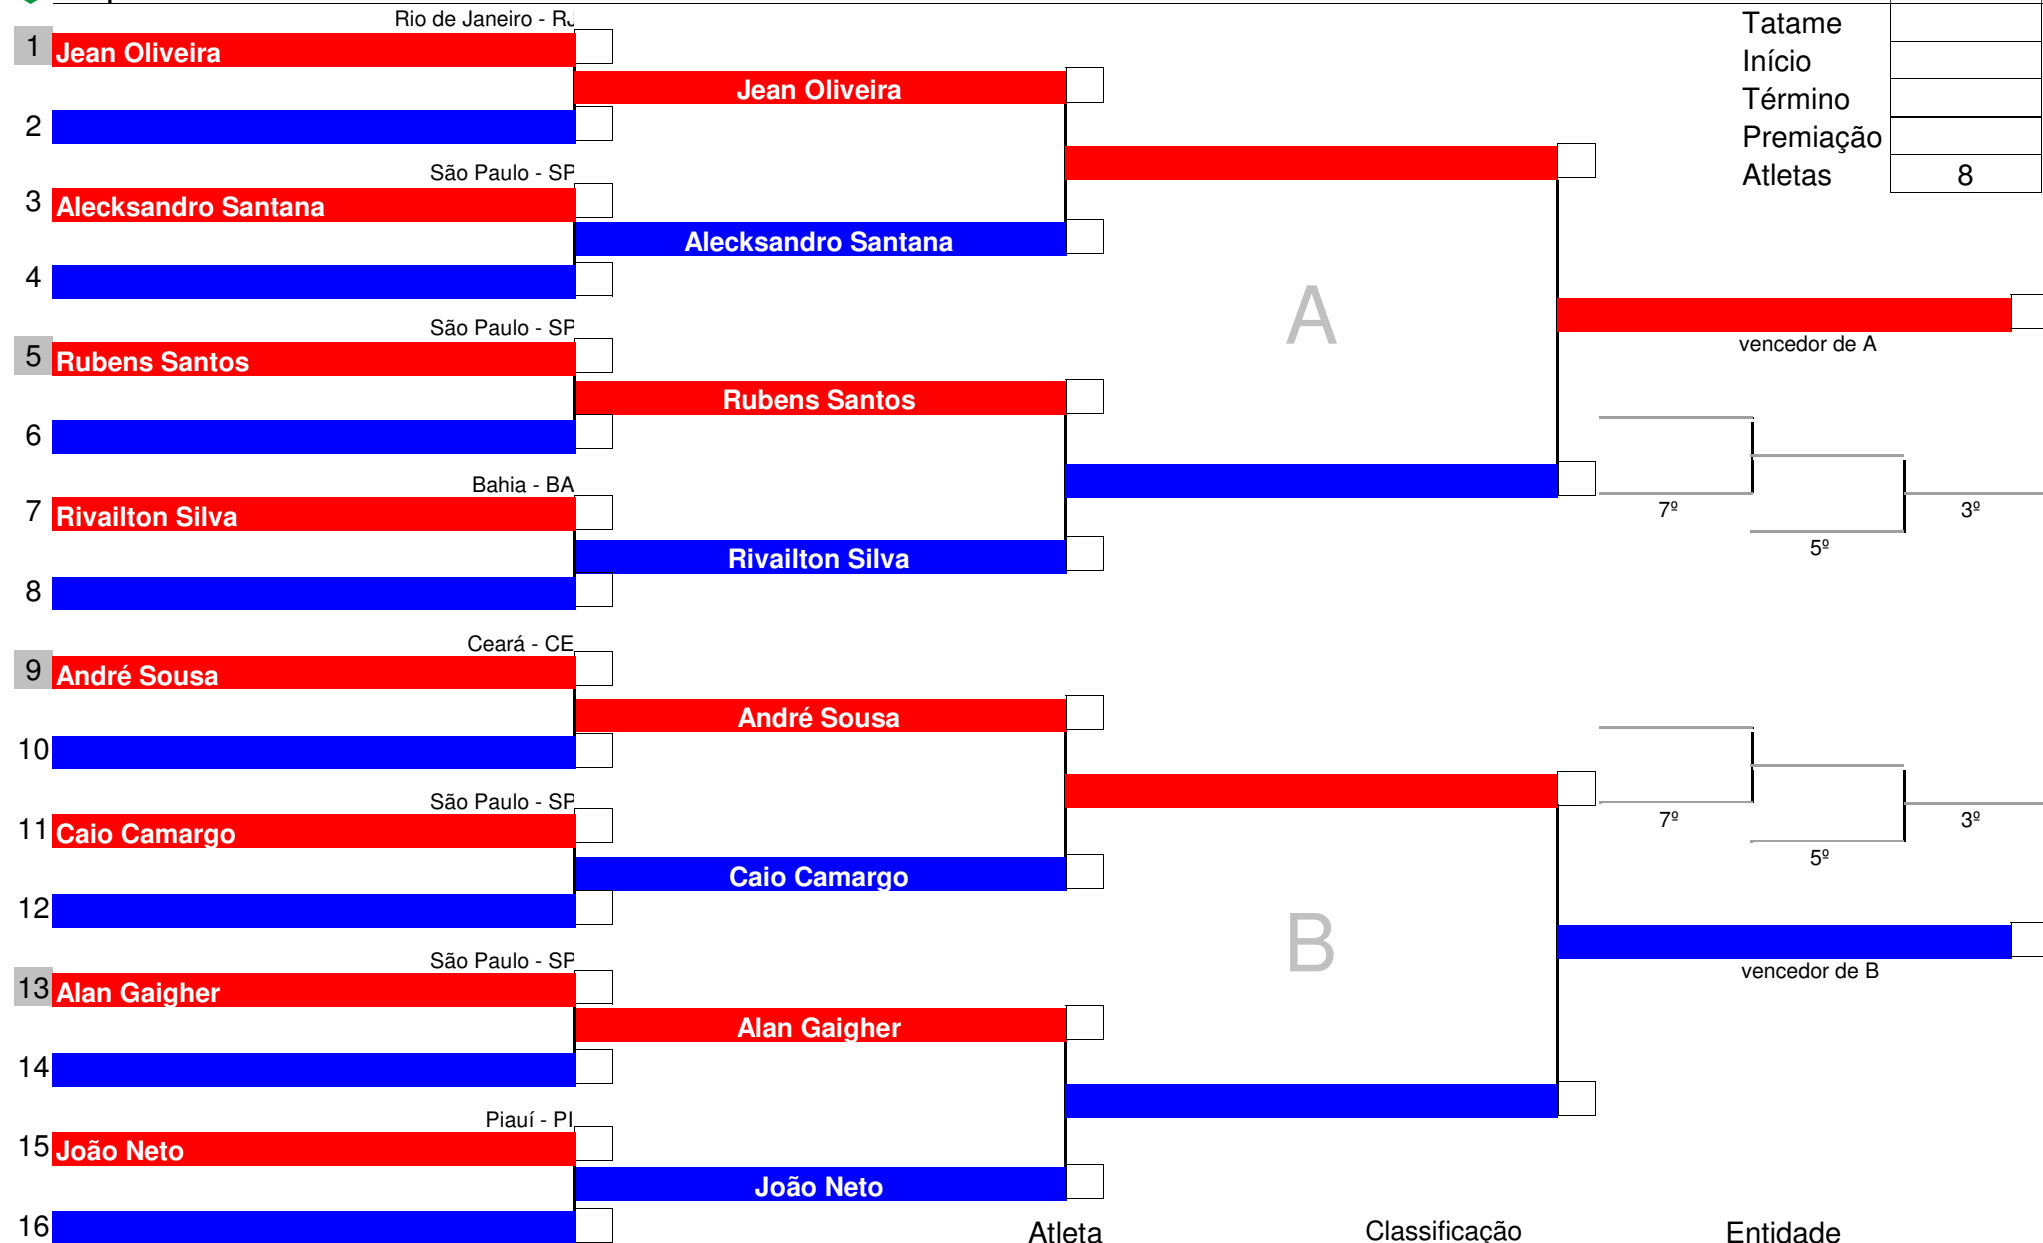 Rio de Janeiro - RJ
1 Jean Oliveira
Jean Oliveira
2
São Paulo - SP
3 Alecksandro Santana
Alecksandro Santana
4
São Paulo - SP
5 Rubens Santos
Rubens Santos
6
Bahia - BA
7 Rivailton Silva
Rivailton Silva
8
Ceará - CE
9 André Sousa
André Sousa
10
São Paulo - SP
11 Caio Camargo
Caio Camargo
12
São Paulo - SP
13 Alan Gaigher
Alan Gaigher
14
Piauí - PI
15 João Neto
João Neto
16
A
B
Tatame
Início
Término
Premiação
Atletas 8
vencedor de A
7º
3º
5º
7º
3º
5º
vencedor de B
Atleta Classificação Entidade